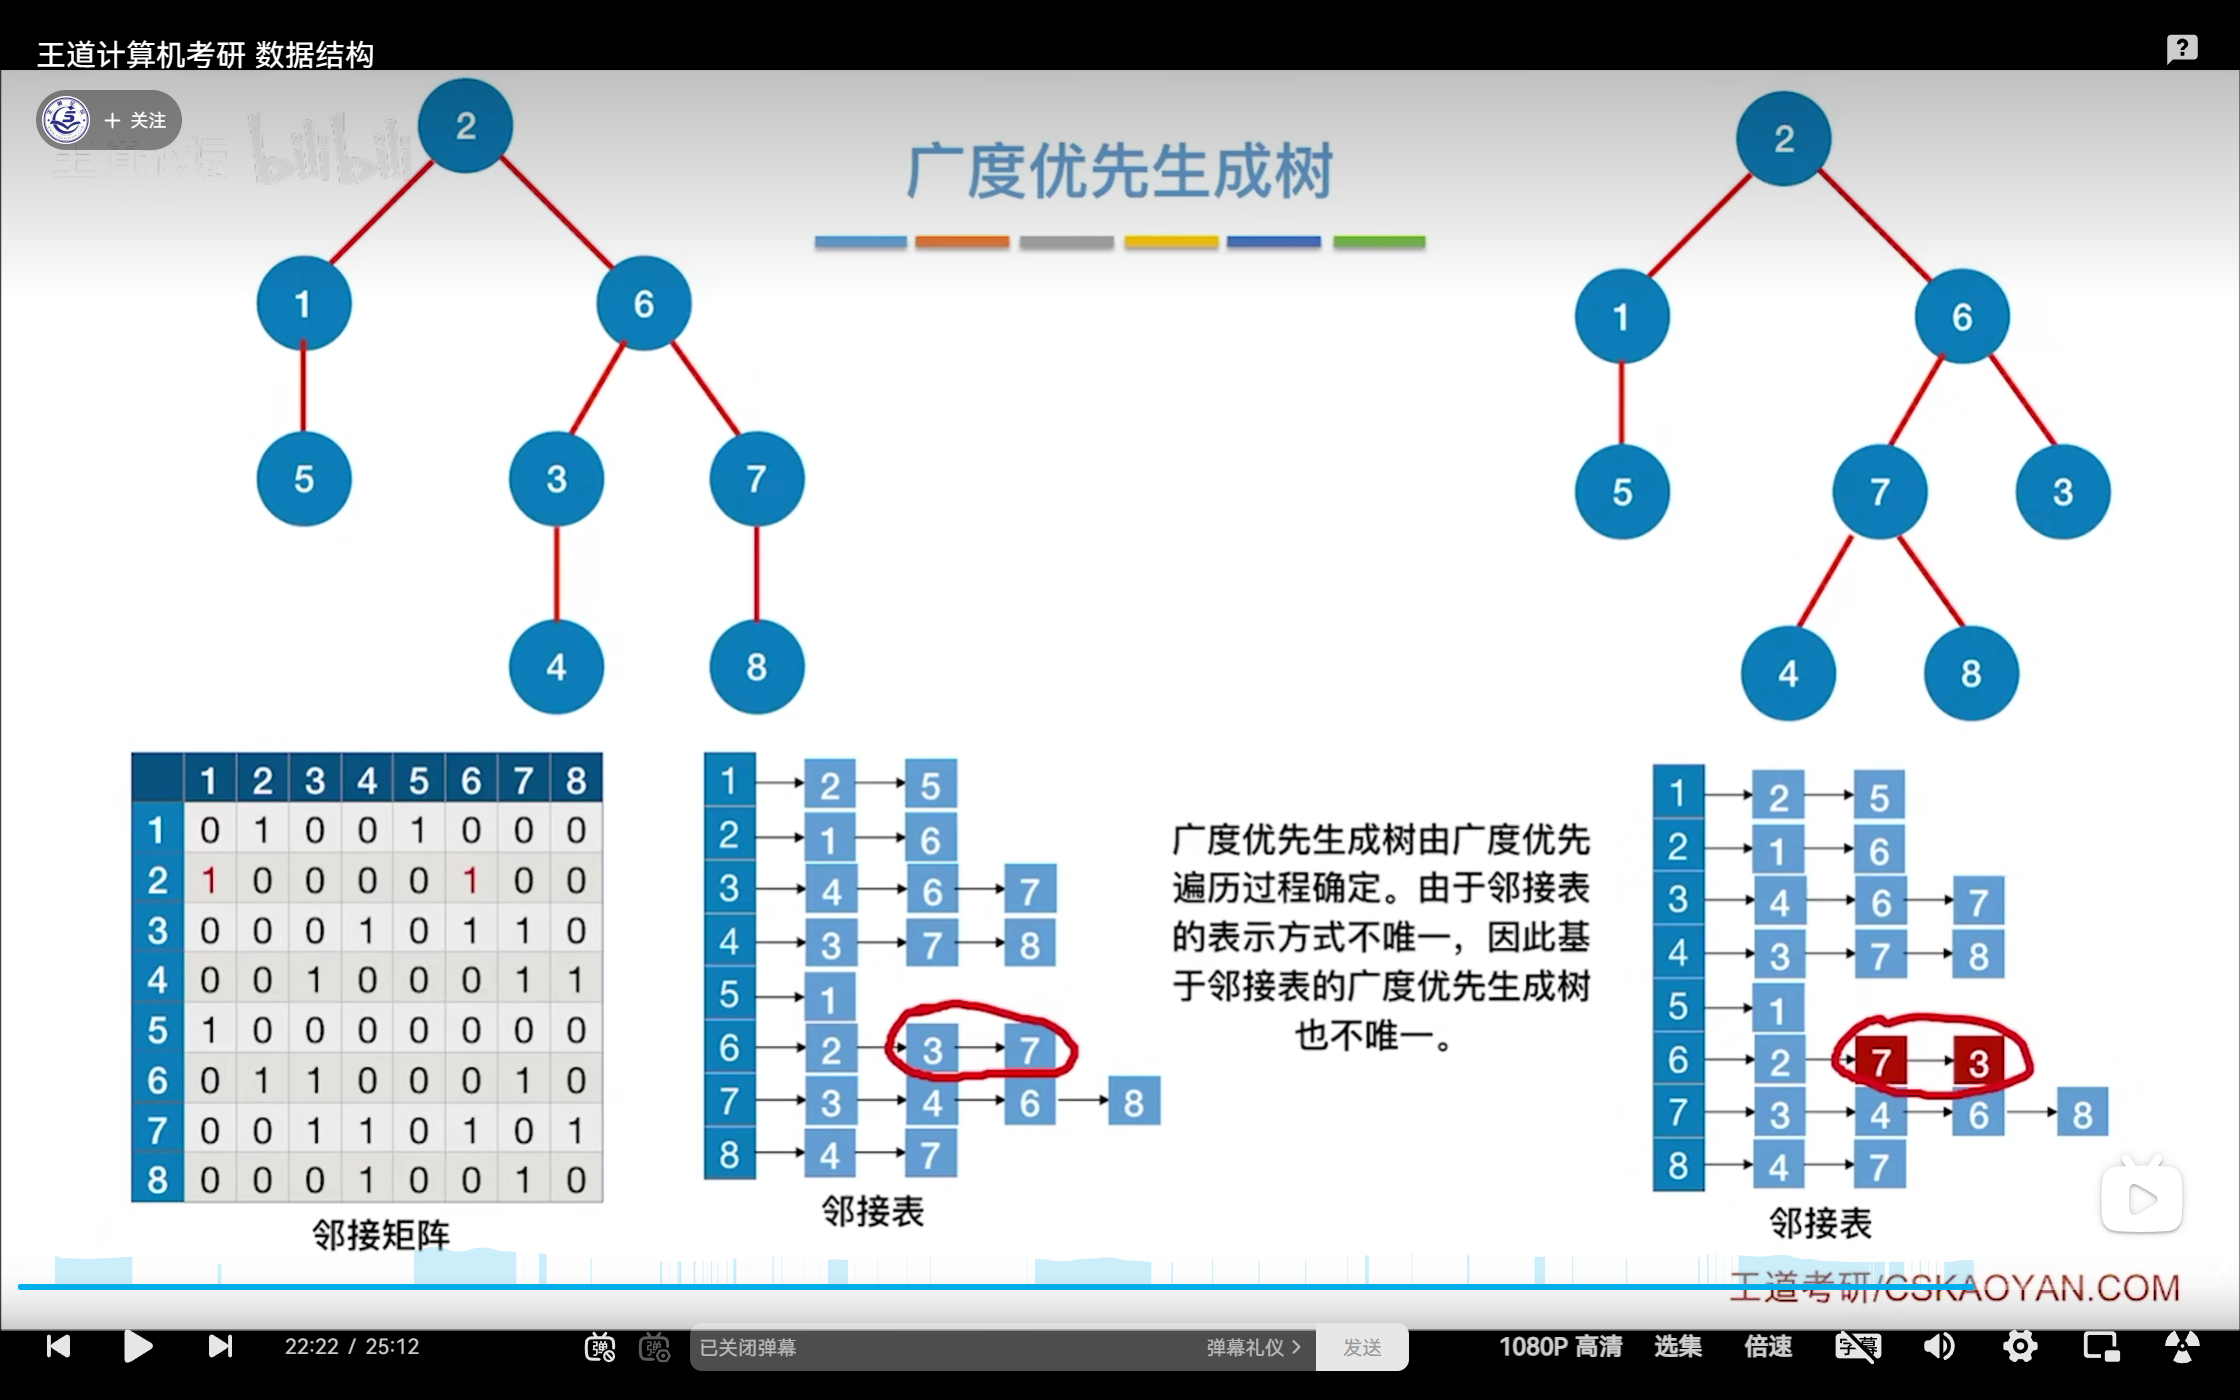 王道计算机考研 数据结构
+ 关注
bilibili
广度优先生成树
2
1
6
5
3
7
4
8
2
1
6
5
7
3
4
8
1 2 3 4 5 6 7 8
1 0 1 0 0 1 0 0 0
2 1 0 0 0 0 1 0 0
3 0 0 0 1 0 1 1 0
4 0 0 1 0 0 0 1 1
5 1 0 0 0 0 0 0 0
6 0 1 1 0 0 0 1 0
7 0 0 1 1 0 1 0 1
8 0 0 0 1 0 0 1 0
邻接矩阵
1 2 5
2 1 6
3 4 6 7
4 3 7 8
5 1
6 2 3 7
7 3 4 6 8
8 4 7
邻接表
广度优先生成树由广度优先
遍历过程确定。由于邻接表
的表示方式不唯一，因此基
于邻接表的广度优先生成树
也不唯一。
1 2 5
2 1 6
3 4 6 7
4 3 7 8
5 1
6 2 7 3
7 3 4 6 8
8 4 7
邻接表
王道考研/CSKAOYAN.COM
22:22 / 25:12
弹
弹
已关闭弹幕
弹幕礼仪 >
发送
1080P 高清
选集
倍速
字幕